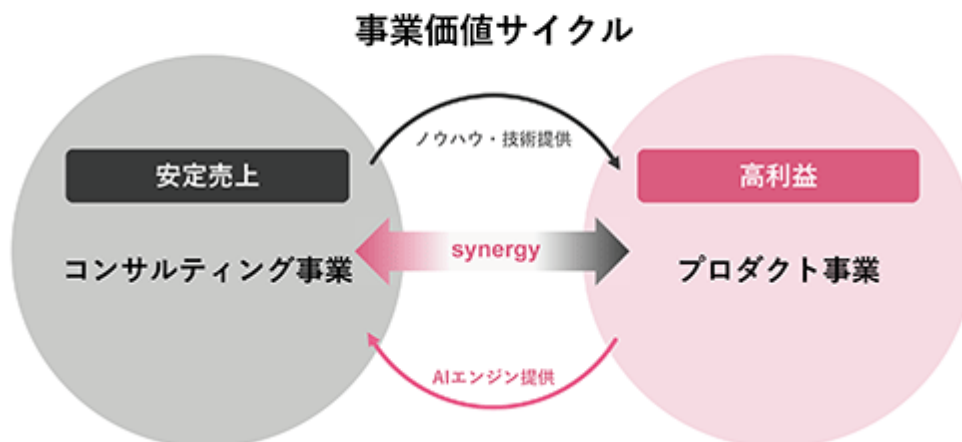 事業価値サイクル
ノウハウ・技術提供
安定売上
高利益
synergy
コンサルティング事業
プロダクト事業
AIエンジン提供